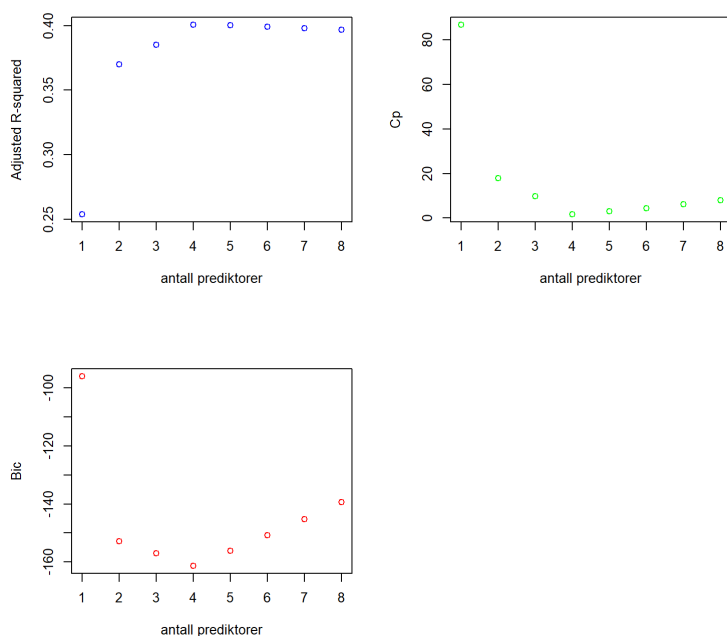 Adjusted R-squared
0.40
0.35
0.30
0.25
1 2 3 4 5 6 7 8
antall prediktorer
Cp
80
60
40
20
0
1 2 3 4 5 6 7 8
antall prediktorer
Bic
-100
-120
-140
-160
1 2 3 4 5 6 7 8
antall prediktorer